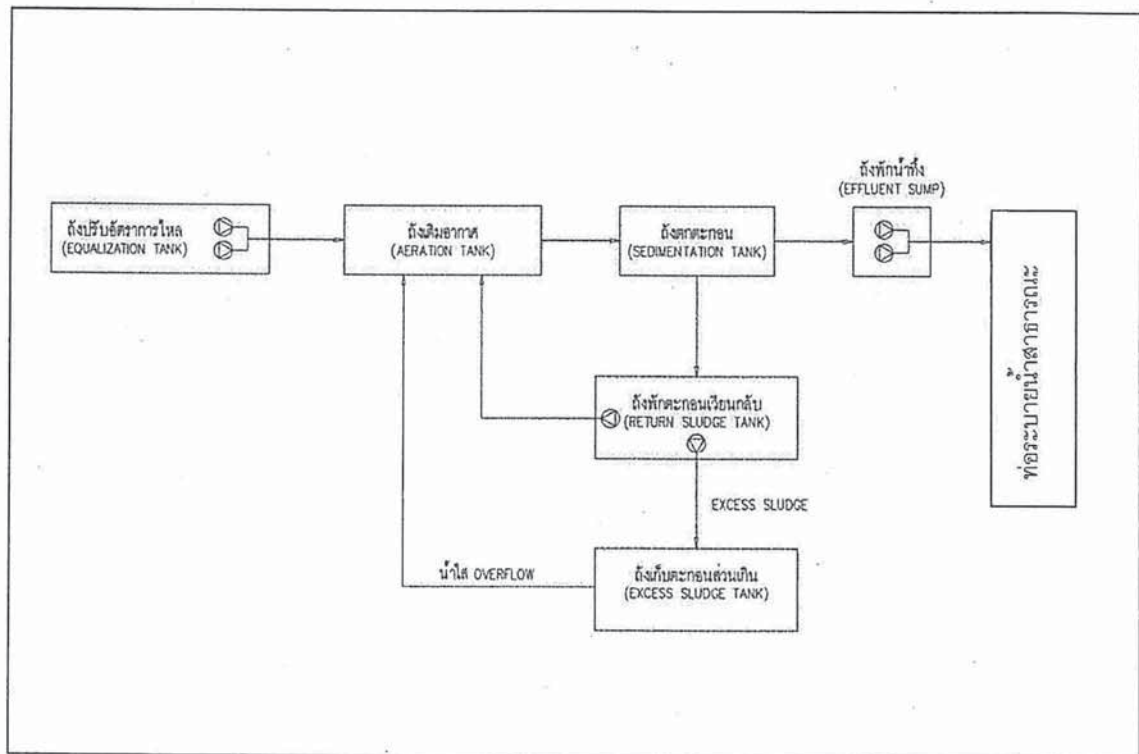 ถังพักน้ำทิ้ง
(EFFLUENT SUMP)
ถังปรับอัตราการไหล
(EQUALIZATION TANK)
ถังเติมอากาศ
(AERATION TANK)
ถังตกตะกอน
(SEDIMENTATION TANK)
ท่อระบายน้ำสาธารณะ
ถังพักตะกอนเวียนกลับ
(RETURN SLUDGE TANK)
EXCESS SLUDGE
น้ำใส OVERFLOW
ถังเก็บตะกอนส่วนเกิน
(EXCESS SLUDGE TANK)